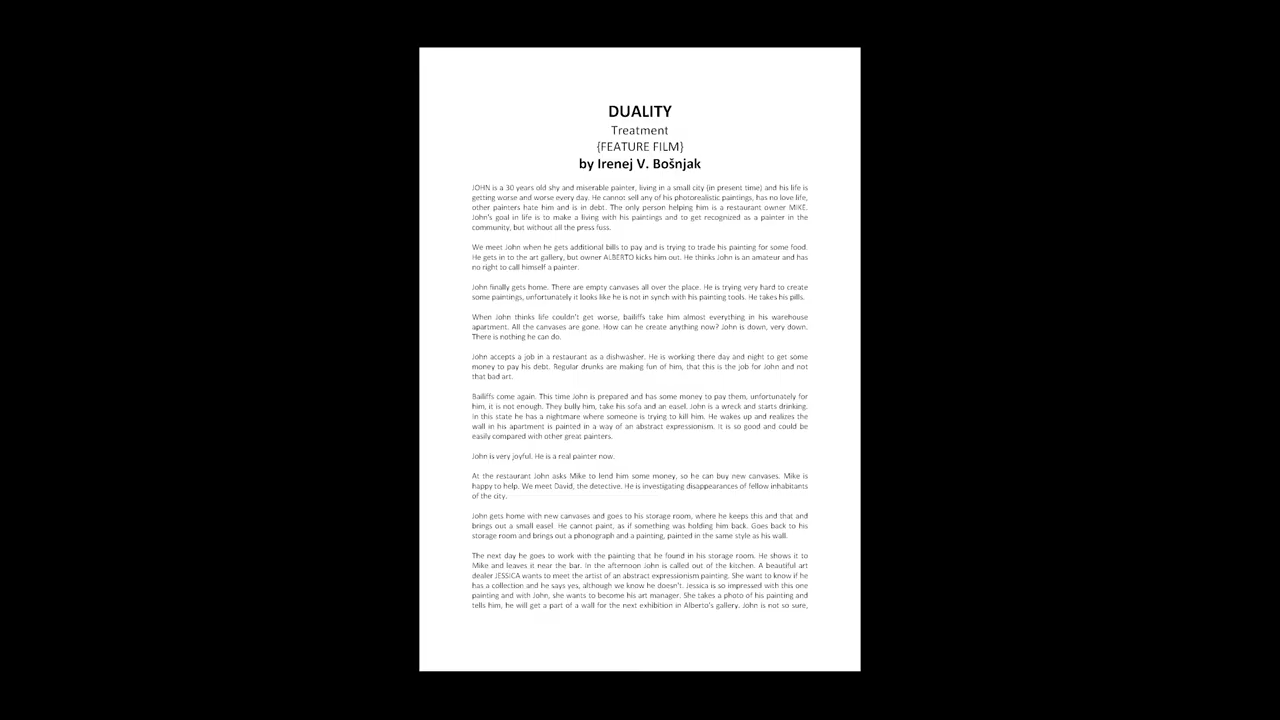 DUALITY
Treatment
{FEATURE FILM}
by Irenej V. Bošnjak
JOHN is a 30 years old shy and miserable painter, living in a small city (in present time) and his life is
getting worse and worse every day. He cannot sell any of his photorealistic paintings, has no love life,
other painters hate him and is in debt. The only person helping him is a restaurant owner MIKE.
John's goal in life is to make a living with his paintings and to get recognized as a painter in the
community, but without all the press fuss.
We meet John when he gets additional bills to pay and is trying to trade his painting for some food.
He gets in to the art gallery, but owner ALBERTO kicks him out. He thinks John is an amateur and has
no right to call himself a painter.
John finally gets home. There are empty canvases all over the place. He is trying very hard to create
some paintings, unfortunately it looks like he is not in synch with his painting tools. He takes his pills.
When John thinks life couldn't get worse, bailiffs take him almost everything in his warehouse
apartment. All the canvases are gone. How can he create anything now? John is down, very down.
There is nothing he can do.
John accepts a job in a restaurant as a dishwasher. He is working there day and night to get some
money to pay his debt. Regular drunks are making fun of him, that this is the job for John and not
that bad art.
Bailiffs come again. This time John is prepared and has some money to pay them, unfortunately for
him, it is not enough. They bully him, take his sofa and an easel. John is a wreck and starts drinking.
In this state he has a nightmare where someone is trying to kill him. He wakes up and realizes the
wall in his apartment is painted in a way of an abstract expressionism. It is so good and could be
easily compared with other great painters.
John is very joyful. He is a real painter now.
At the restaurant John asks Mike to lend him some money, so he can buy new canvases. Mike is
happy to help. We meet David, the detective. He is investigating disappearances of fellow inhabitants
of the city.
John gets home with new canvases and goes to his storage room, where he keeps this and that and
brings out a small easel. He cannot paint, as if something was holding him back. Goes back to his
storage room and brings out a phonograph and a painting, painted in the same style as his wall.
The next day he goes to work with the painting that he found in his storage room. He shows it to
Mike and leaves it near the bar. In the afternoon John is called out of the kitchen. A beautiful art
dealer JESSICA wants to meet the artist of an abstract expressionism painting. She want to know if he
has a collection and he says yes, although we know he doesn't. Jessica is so impressed with this one
painting and with John, she wants to become his art manager. She takes a photo of his painting and
tells him, he will get a part of a wall for the next exhibition in Alberto's gallery. John is not so sure,